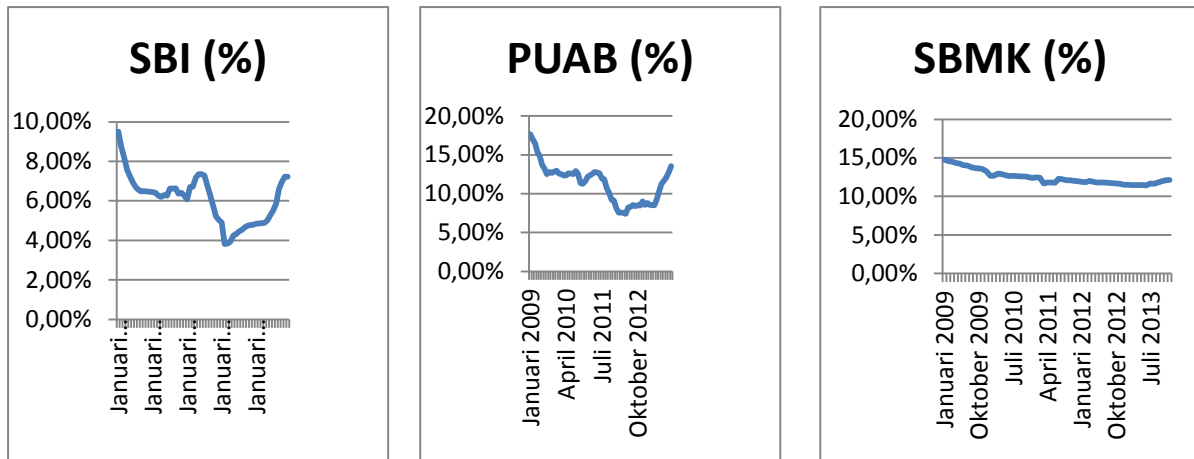 SBI (%)
10,00%
8,00%
6,00%
4,00%
2,00%
0,00%
Januari…
Januari…
Januari…
Januari…
Januari…
PUAB (%)
20,00%
15,00%
10,00%
5,00%
0,00%
Januari 2009
April 2010
Juli 2011
Oktober 2012
SBMK (%)
20,00%
15,00%
10,00%
5,00%
0,00%
Januari 2009
Oktober 2009
Juli 2010
April 2011
Januari 2012
Oktober 2012
Juli 2013